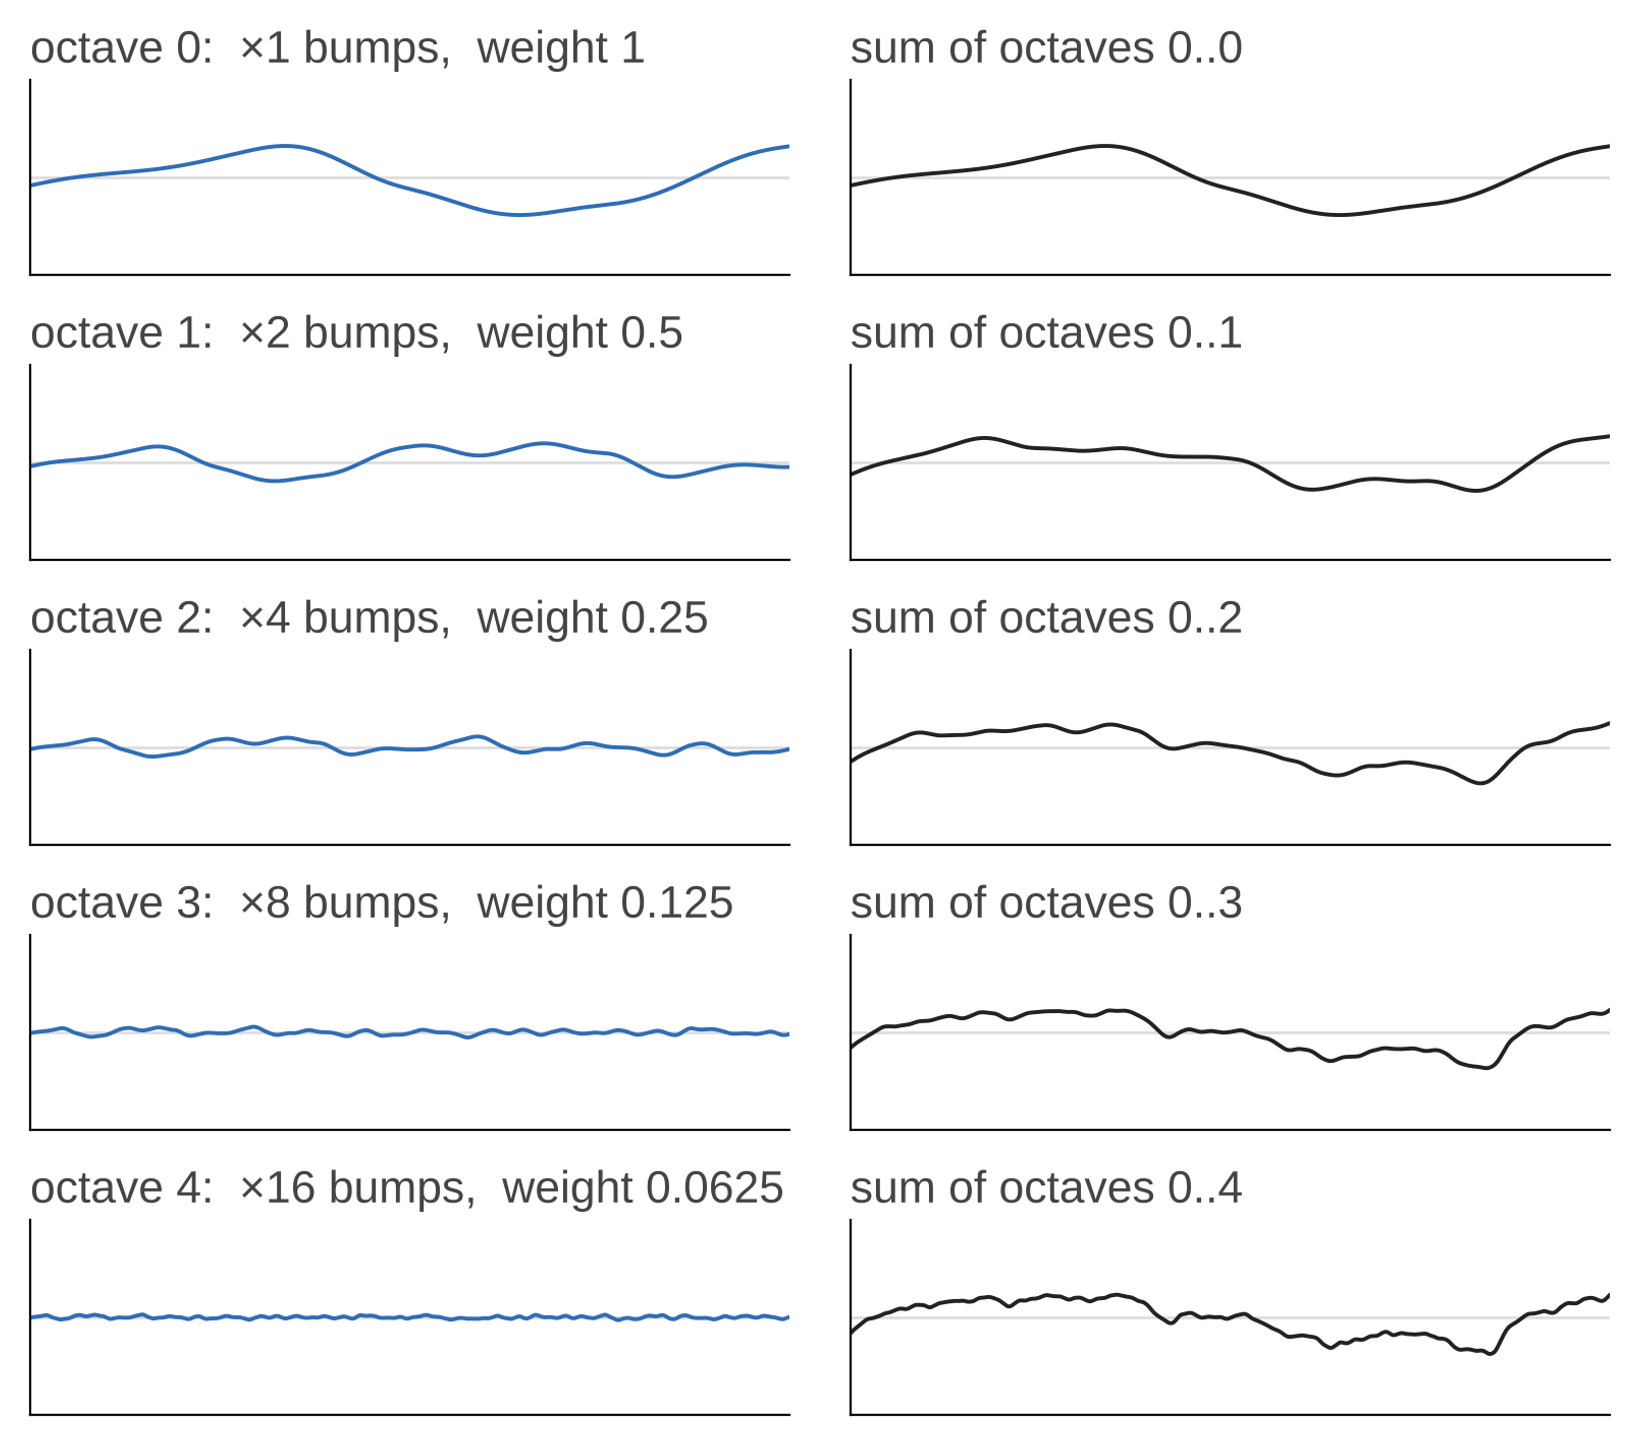 octave 0:  ×1 bumps,  weight 1
sum of octaves 0..0
octave 1:  ×2 bumps,  weight 0.5
sum of octaves 0..1
octave 2:  ×4 bumps,  weight 0.25
sum of octaves 0..2
octave 3:  ×8 bumps,  weight 0.125
sum of octaves 0..3
octave 4:  ×16 bumps,  weight 0.0625
sum of octaves 0..4